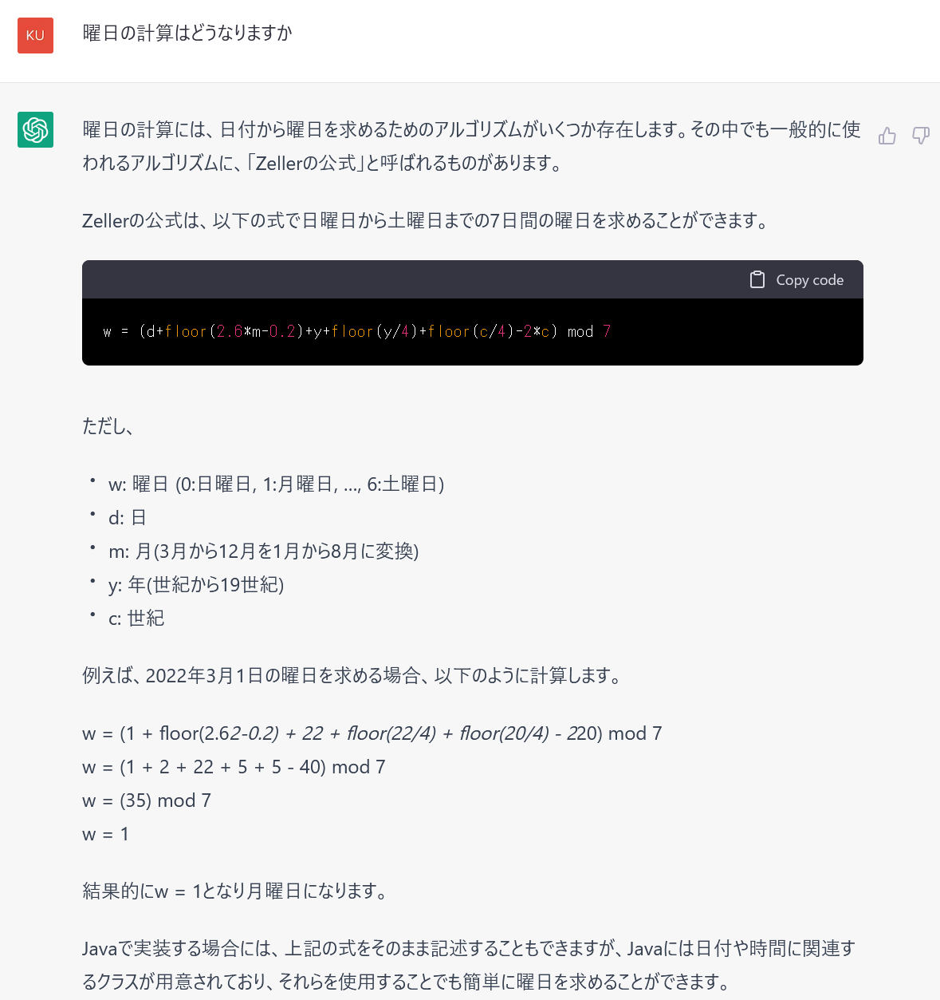 KU
曜日の計算はどうなりますか
曜日の計算には、日付から曜日を求めるためのアルゴリズムがいくつか存在します。その中でも一般的に使
われるアルゴリズムに、「Zellerの公式」と呼ばれるものがあります。
Zellerの公式は、以下の式で日曜日から土曜日までの7日間の曜日を求めることができます。
Copy code
w = (d+floor(2.6*m-0.2)+y+floor(y/4)+floor(c/4)-2*c) mod 7
ただし、
• w: 曜日 (0:日曜日, 1:月曜日, ..., 6:土曜日)
• d: 日
• m: 月(3月から12月を1月から8月に変換)
• y: 年(世紀から19世紀)
• c: 世紀
例えば、2022年3月1日の曜日を求める場合、以下のように計算します。
w = (1 + floor(2.62-0.2) + 22 + floor(22/4) + floor(20/4) - 220) mod 7
w = (1 + 2 + 22 + 5 + 5 - 40) mod 7
w = (35) mod 7
w = 1
結果的にw = 1となり月曜日になります。
Javaで実装する場合には、上記の式をそのまま記述することもできますが、Javaには日付や時間に関連す
るクラスが用意されており、それらを使用することでも簡単に曜日を求めることができます。